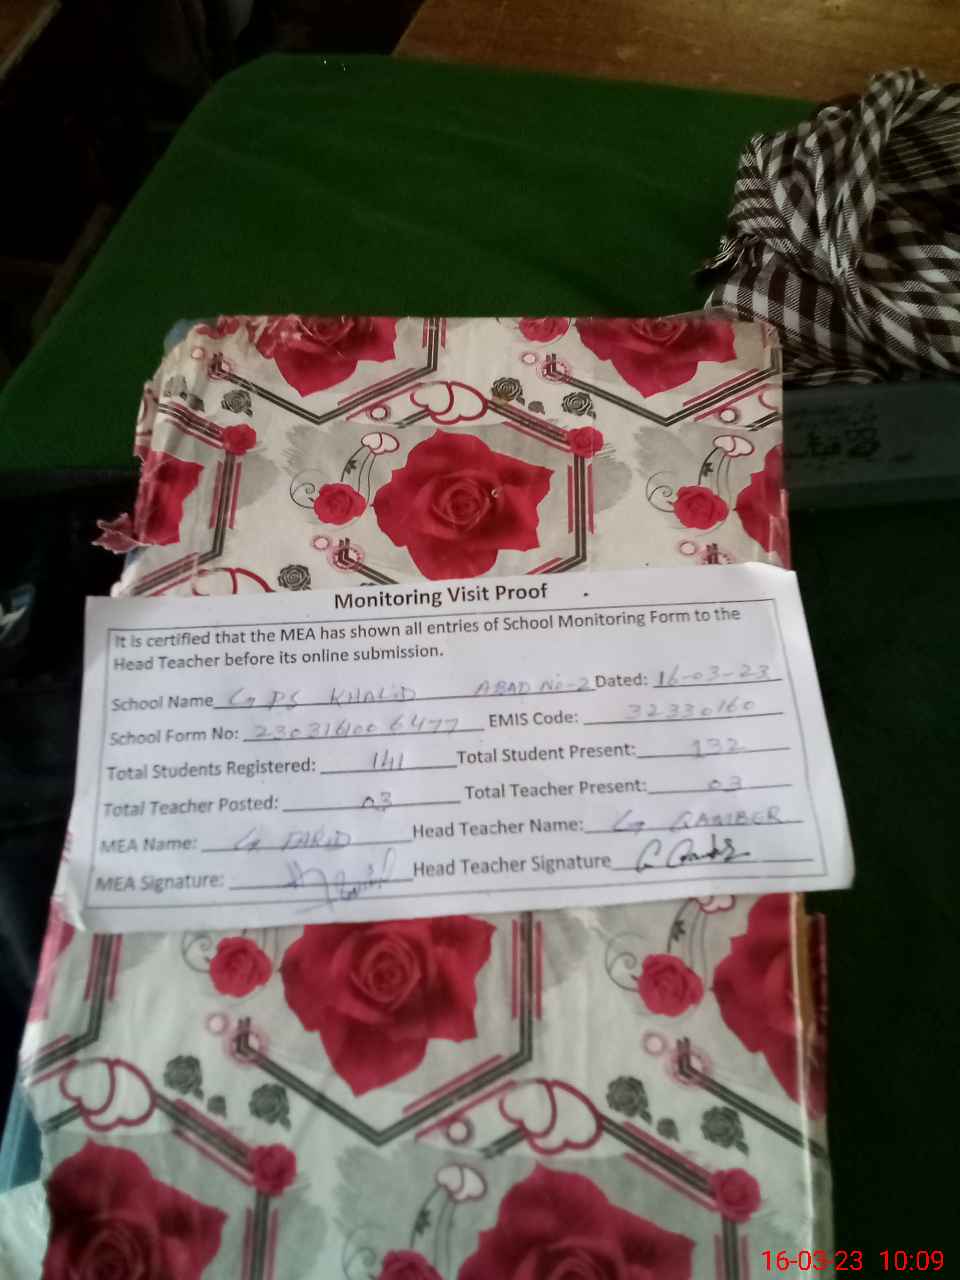 Monitoring Visit Proof
It is certified that the MEA has shown all entries of School Monitoring Form to the
Head Teacher before its online submission.
School Name G PS KHALID ABAD No-2 Dated: 16-03-23
School Form No: 230316100 6477 EMIS Code: 32330160
Total Students Registered: 141 Total Student Present: 132
Total Teacher Posted: 03 Total Teacher Present: 03
MEA Name: G FARID Head Teacher Name: G QAMBER
MEA Signature: Head Teacher Signature
16-03-23 10:09